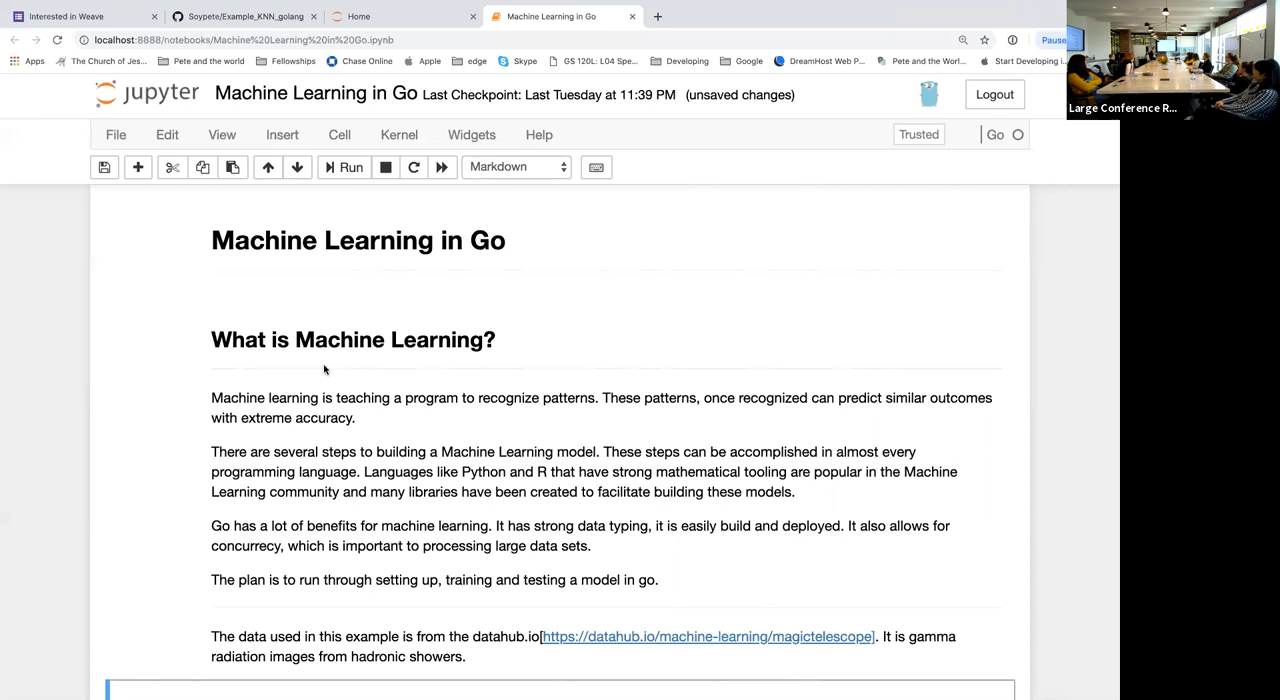 Interested in Weave
Soypete/Example_KNN_golang
Home
Machine Learning in Go
localhost:8888/notebooks/Machine%20Learning%20in%20Go.ipynb
Pause
Apps
The Church of Jes...
Pete and the world
Fellowships
Chase Online
Apple
edge
Skype
GS 120L: L04 Spe...
Developing
Google
DreamHost Web P...
Pete and the Worl...
Start Developing i...
Large Conference R...
jupyter
Machine Learning in Go Last Checkpoint: Last Tuesday at 11:39 PM (unsaved changes)
Logout
File Edit View Insert Cell Kernel Widgets Help
Trusted
Go
Run
Markdown
Machine Learning in Go
What is Machine Learning?
Machine learning is teaching a program to recognize patterns. These patterns, once recognized can predict similar outcomes
with extreme accuracy.
There are several steps to building a Machine Learning model. These steps can be accomplished in almost every
programming language. Languages like Python and R that have strong mathematical tooling are popular in the Machine
Learning community and many libraries have been created to facilitate building these models.
Go has a lot of benefits for machine learning. It has strong data typing, it is easily build and deployed. It also allows for
concurrecy, which is important to processing large data sets.
The plan is to run through setting up, training and testing a model in go.
The data used in this example is from the datahub.io[https://datahub.io/machine-learning/magictelescope]. It is gamma
radiation images from hadronic showers.